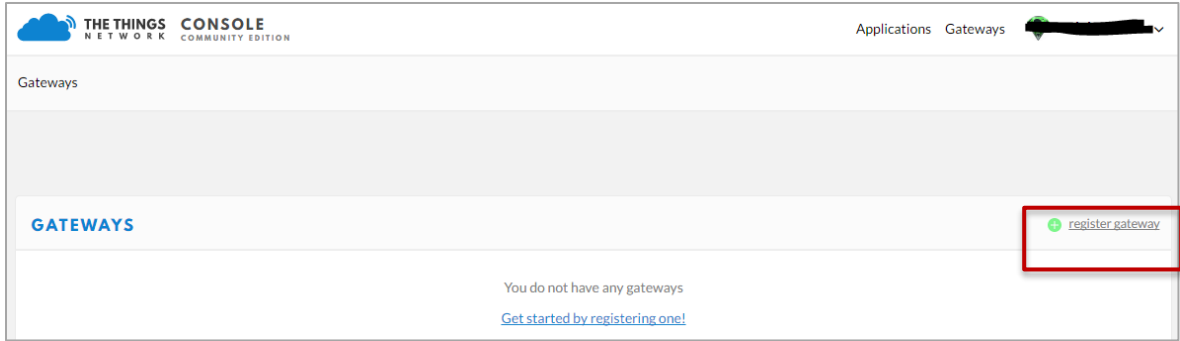 THE THINGS CONSOLE
NETWORK COMMUNITY EDITION
Applications Gateways
Gateways
GATEWAYS
register gateway
You do not have any gateways
Get started by registering one!